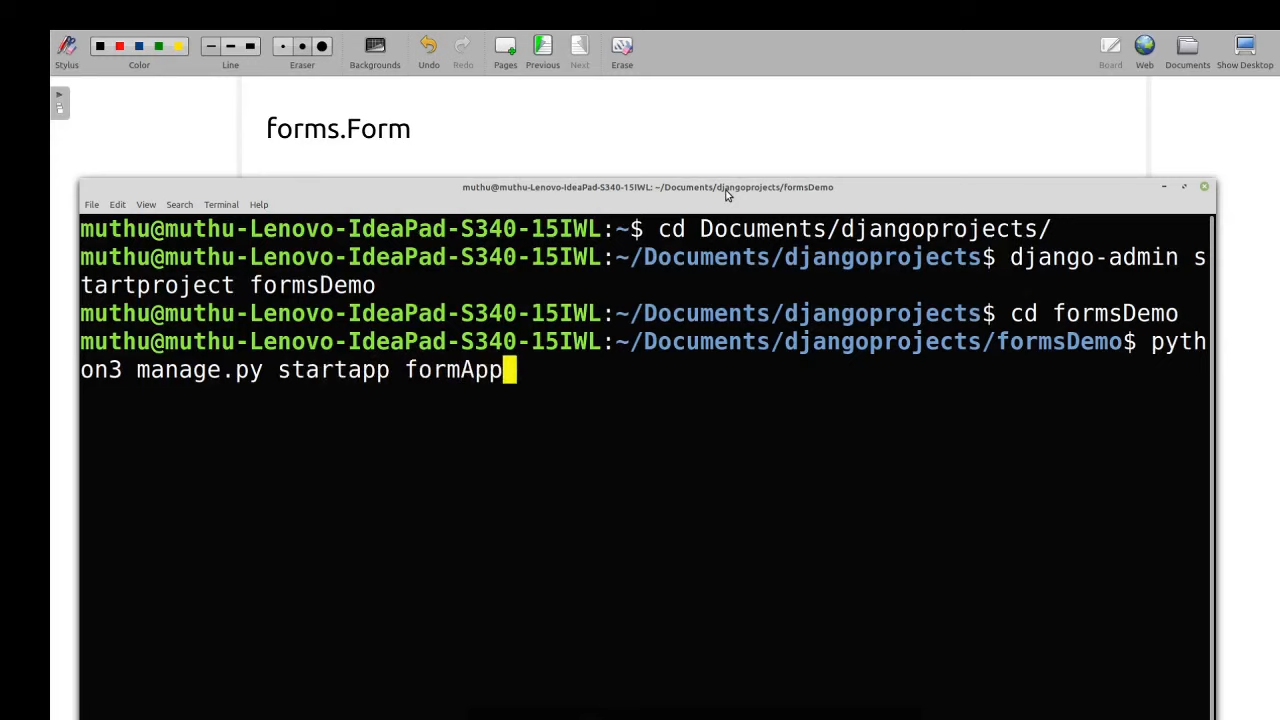 Stylus
Color
Line
Eraser
Backgrounds
Undo
Redo
Pages
Previous
Next
Erase
Board
Web
Documents
Show Desktop
forms.Form
muthu@muthu-Lenovo-IdeaPad-S340-15IWL: ~/Documents/djangoprojects/formsDemo
File Edit View Search Terminal Help
muthu@muthu-Lenovo-IdeaPad-S340-15IWL:~$ cd Documents/djangoprojects/
muthu@muthu-Lenovo-IdeaPad-S340-15IWL:~/Documents/djangoprojects$ django-admin s
tartproject formsDemo
muthu@muthu-Lenovo-IdeaPad-S340-15IWL:~/Documents/djangoprojects$ cd formsDemo
muthu@muthu-Lenovo-IdeaPad-S340-15IWL:~/Documents/djangoprojects/formsDemo$ pyth
on3 manage.py startapp formApp